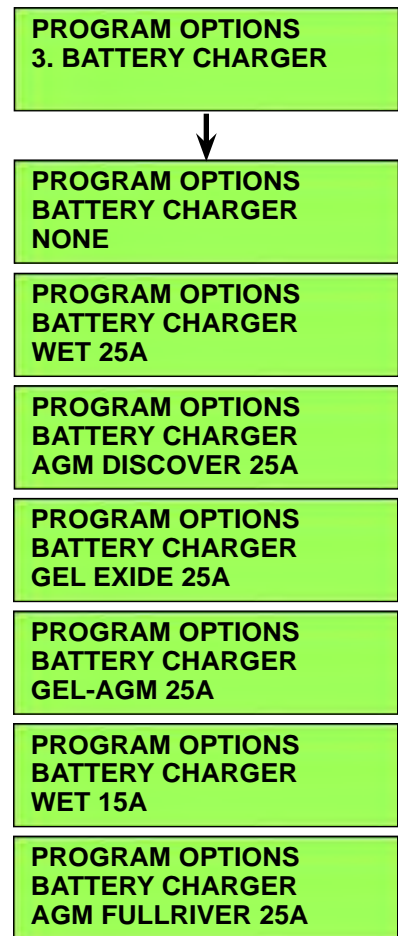 PROGRAM OPTIONS
3. BATTERY CHARGER
PROGRAM OPTIONS
BATTERY CHARGER
NONE
PROGRAM OPTIONS
BATTERY CHARGER
WET 25A
PROGRAM OPTIONS
BATTERY CHARGER
AGM DISCOVER 25A
PROGRAM OPTIONS
BATTERY CHARGER
GEL EXIDE 25A
PROGRAM OPTIONS
BATTERY CHARGER
GEL-AGM 25A
PROGRAM OPTIONS
BATTERY CHARGER
WET 15A
PROGRAM OPTIONS
BATTERY CHARGER
AGM FULLRIVER 25A